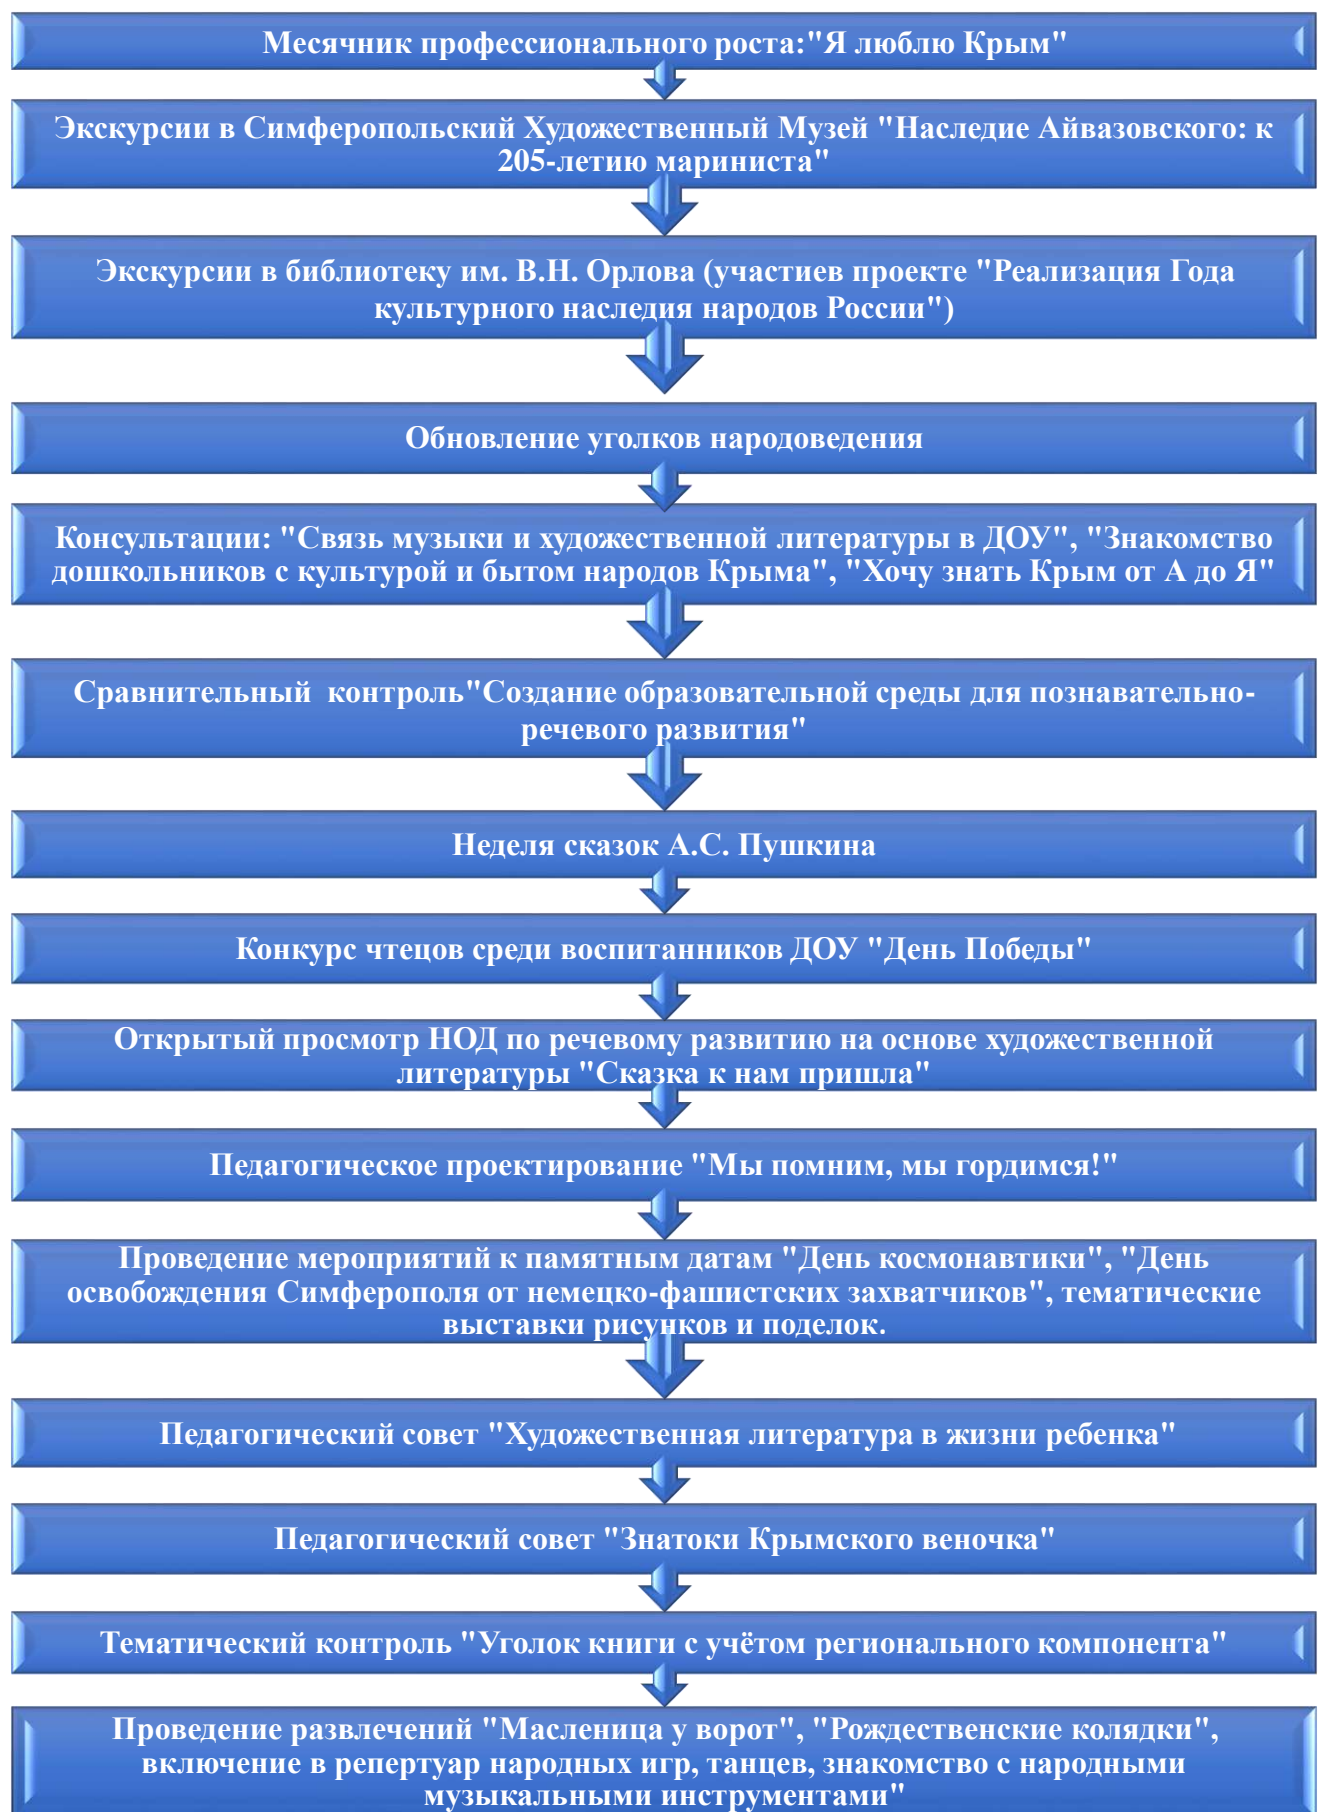 Месячник профессионального роста:"Я люблю Крым"
Экскурсии в Симферопольский Художественный Музей "Наследие Айвазовского: к
205-летию мариниста"
Экскурсии в библиотеку им. В.Н. Орлова (участиев проекте "Реализация Года
культурного наследия народов России")
Обновление уголков народоведения
Консультации: "Связь музыки и художественной литературы в ДОУ", "Знакомство
дошкольников с культурой и бытом народов Крыма", "Хочу знать Крым от А до Я"
Сравнительный контроль"Создание образовательной среды для познавательно-
речевого развития"
Неделя сказок А.С. Пушкина
Конкурс чтецов среди воспитанников ДОУ "День Победы"
Открытый просмотр НОД по речевому развитию на основе художественной
литературы "Сказка к нам пришла"
Педагогическое проектирование "Мы помним, мы гордимся!"
Проведение мероприятий к памятным датам "День космонавтики", "День
освобождения Симферополя от немецко-фашистских захватчиков", тематические
выставки рисунков и поделок.
Педагогический совет "Художественная литература в жизни ребенка"
Педагогический совет "Знатоки Крымского веночка"
Тематический контроль "Уголок книги с учётом регионального компонента"
Проведение развлечений "Масленица у ворот", "Рождественские колядки",
включение в репертуар народных игр, танцев, знакомство с народными
музыкальными инструментами"